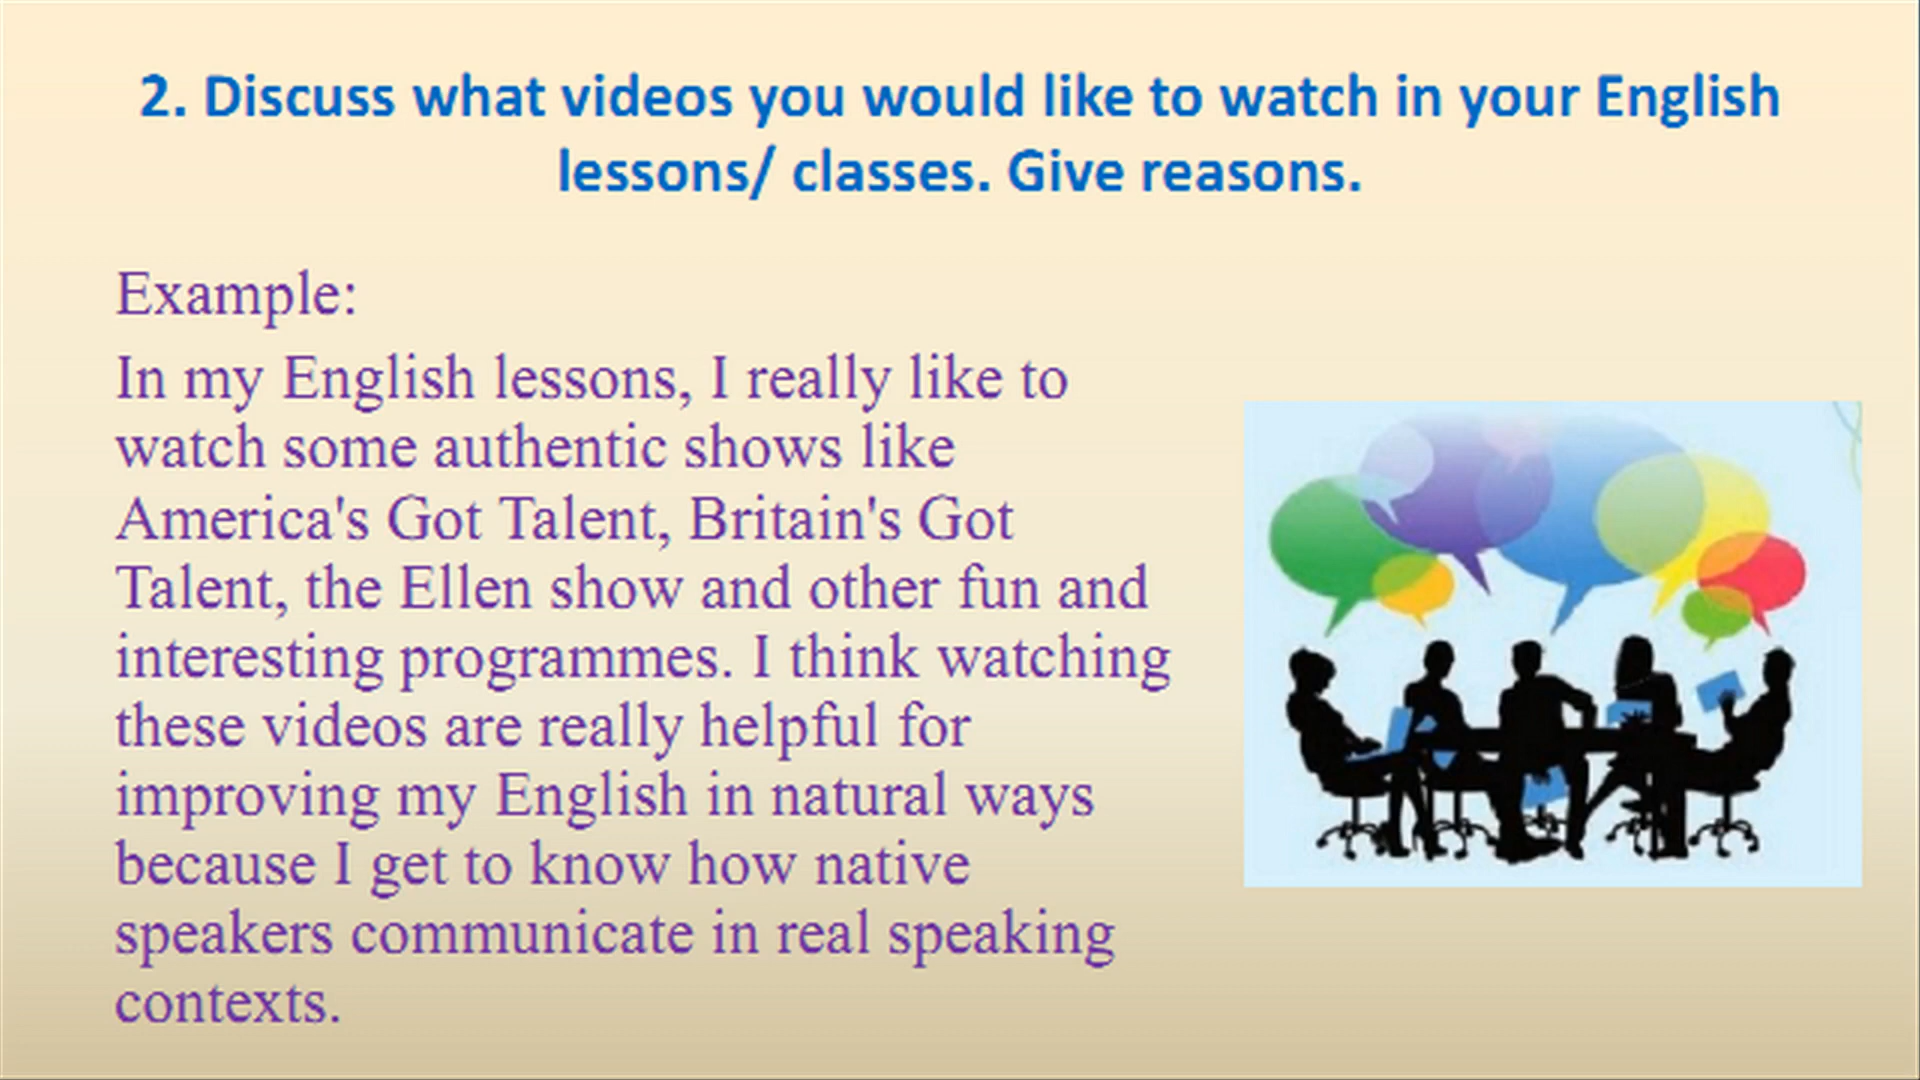 2. Discuss what videos you would like to watch in your English
lessons/ classes. Give reasons.
Example:
In my English lessons, I really like to
watch some authentic shows like
America's Got Talent, Britain's Got
Talent, the Ellen show and other fun and
interesting programmes. I think watching
these videos are really helpful for
improving my English in natural ways
because I get to know how native
speakers communicate in real speaking
contexts.